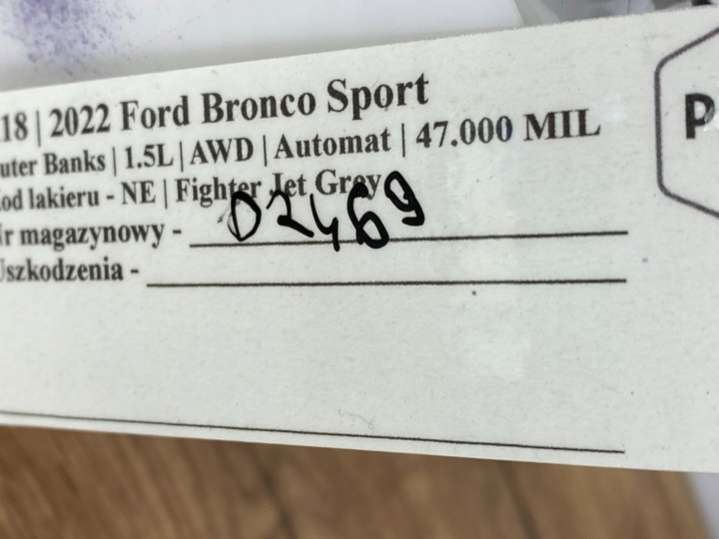 18 | 2022 Ford Bronco Sport
uter Banks | 1.5L | AWD | Automat | 47.000 MIL
od lakieru - NE | Fighter Jet Grey
r magazynowy - 02469
Uszkodzenia -
P